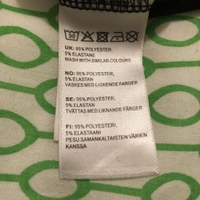 UK: 95% POLYESTER,
5% ELASTANE
WASH WITH SIMILAR COLOURS
NO: 95% POLYESTER,
5% ELASTAN
VASKES MED LIGNENDE FARGER
SE: 95% POLYESTER,
5% ELASTAN
TVÄTTAS MED LIKNANDE FÄRGER
FI: 95% POLYESTERI,
5% ELASTAANI
PESU SAMANKALTAISTEN VÄRIEN
KANSSA